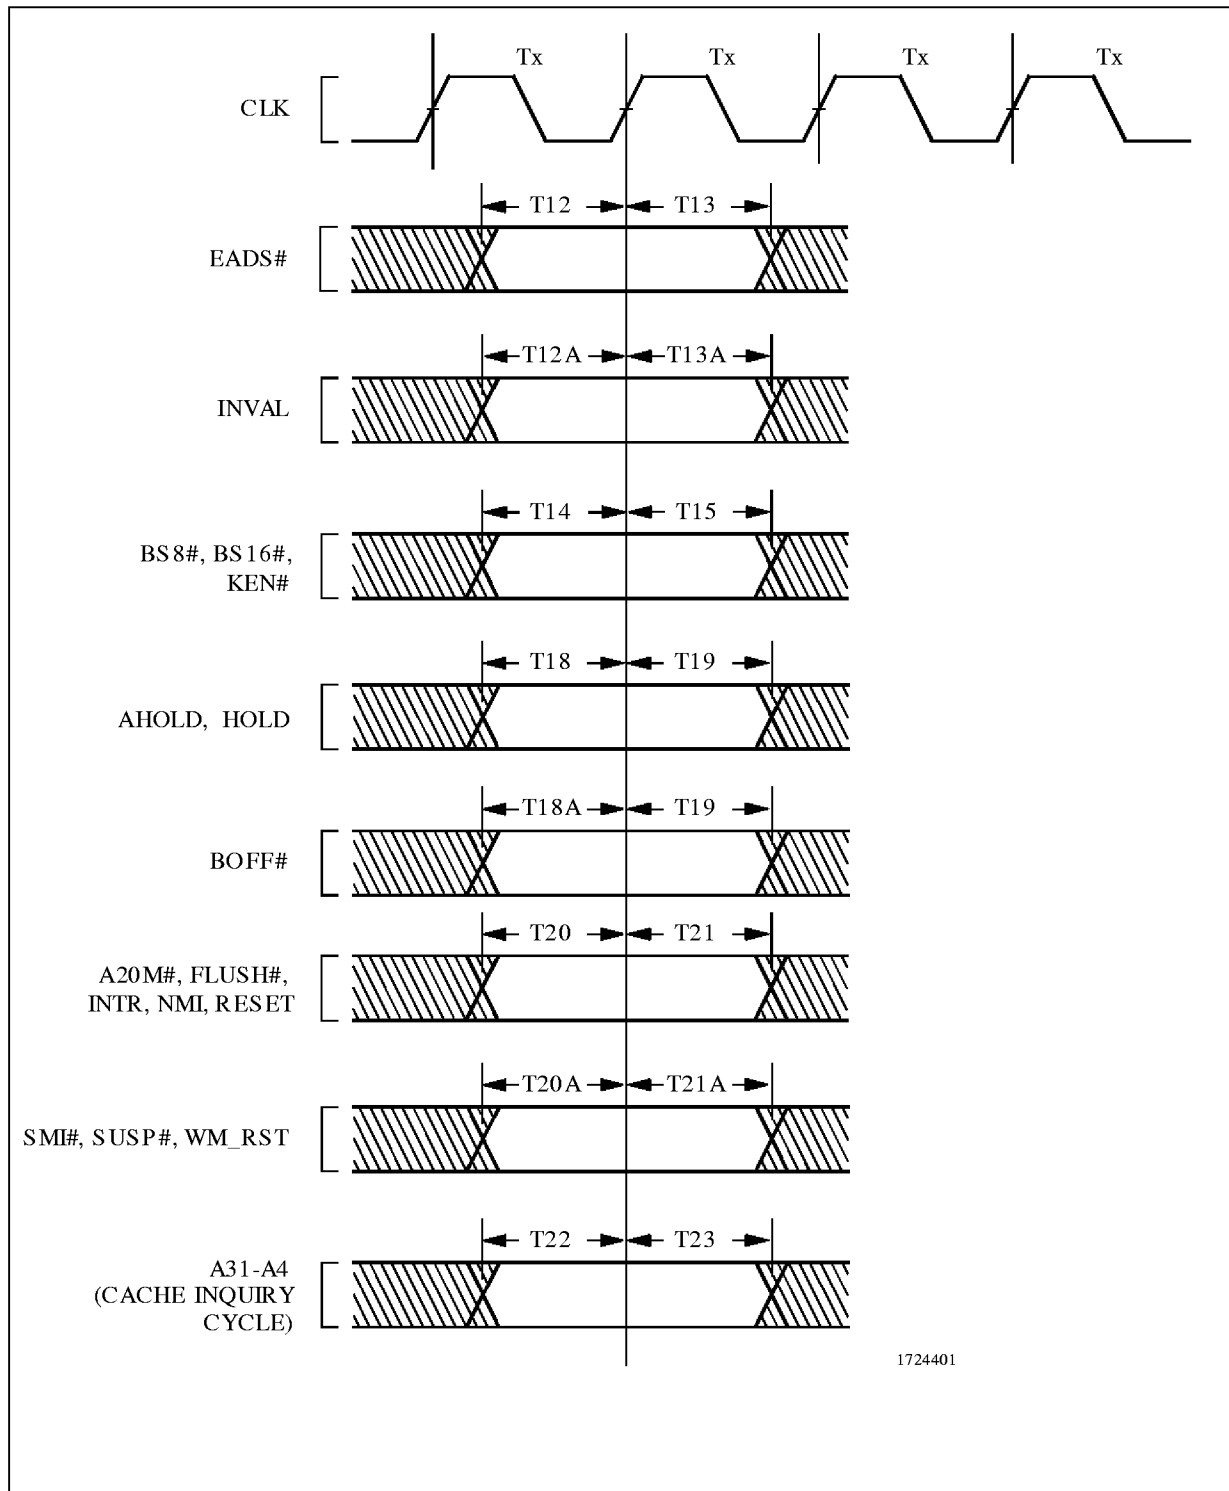 Tx Tx Tx Tx
CLK
T12 T13
EADS#
T12A T13A
INVAL
T14 T15
BS8#, BS16#,
KEN#
T18 T19
AHOLD, HOLD
T18A T19
BOFF#
T20 T21
A20M#, FLUSH#,
INTR, NMI, RESET
T20A T21A
SMI#, SUSP#, WM_RST
T22 T23
A31-A4
(CACHE INQUIRY
CYCLE)
1724401